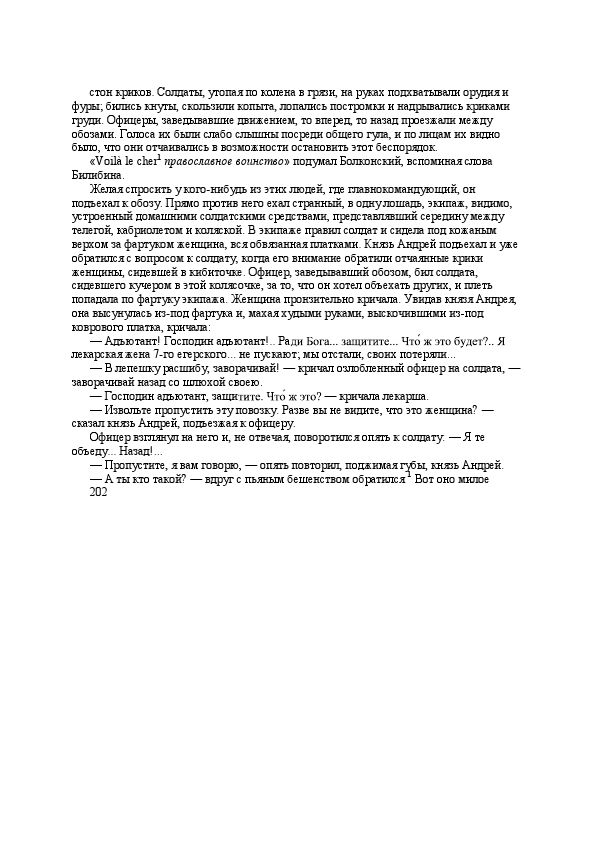 стон криков. Солдаты, утопая по колена в грязи, на руках подхватывали орудия и
фуры; бились кнуты, скользили копыта, лопались постромки и надрывались криками
груди. Офицеры, заведывавшие движением, то вперед, то назад проезжали между
обозами. Голоса их были слабо слышны посреди общего гула, и по лицам их видно
было, что они отчаивались в возможности остановить этот беспорядок.
«Voilà le cher¹ православное воинство» подумал Болконский, вспоминая слова
Билибина.
Желая спросить у кого-нибудь из этих людей, где главнокомандующий, он
подъехал к обозу. Прямо против него ехал странный, в одну лошадь, экипаж, видимо,
устроенный домашними солдатскими средствами, представлявший середину между
телегой, кабриолетом и коляской. В экипаже правил солдат и сидела под кожаным
верхом за фартуком женщина, вся обвязанная платками. Князь Андрей подъехал и уже
обратился с вопросом к солдату, когда его внимание обратили отчаянные крики
женщины, сидевшей в кибиточке. Офицер, заведывавший обозом, бил солдата,
сидевшего кучером в этой колясочке, за то, что он хотел объехать других, и плеть
попадала по фартуку экипажа. Женщина пронзительно кричала. Увидав князя Андрея,
она высунулась из-под фартука и, махая худыми руками, выскочившими из-под
коврового платка, кричала:
— Адъютант! Господин адъютант!.. Ради Бога... защитите... Что́ ж это будет?.. Я
лекарская жена 7-го егерского... не пускают; мы отстали, своих потеряли...
— В лепешку расшибу, заворачивай! — кричал озлобленный офицер на солдата, —
заворачивай назад со шлюхой своею.
— Господин адъютант, защитите. Что́ ж это? — кричала лекарша.
— Извольте пропустить эту повозку. Разве вы не видите, что это женщина? —
сказал князь Андрей, подъезжая к офицеру.
Офицер взглянул на него и, не отвечая, поворотился опять к солдату: — Я те
объеду... Назад!...
— Пропустите, я вам говорю, — опять повторил, поджимая губы, князь Андрей.
— А ты кто такой? — вдруг с пьяным бешенством обратился ¹ Вот оно милое
202